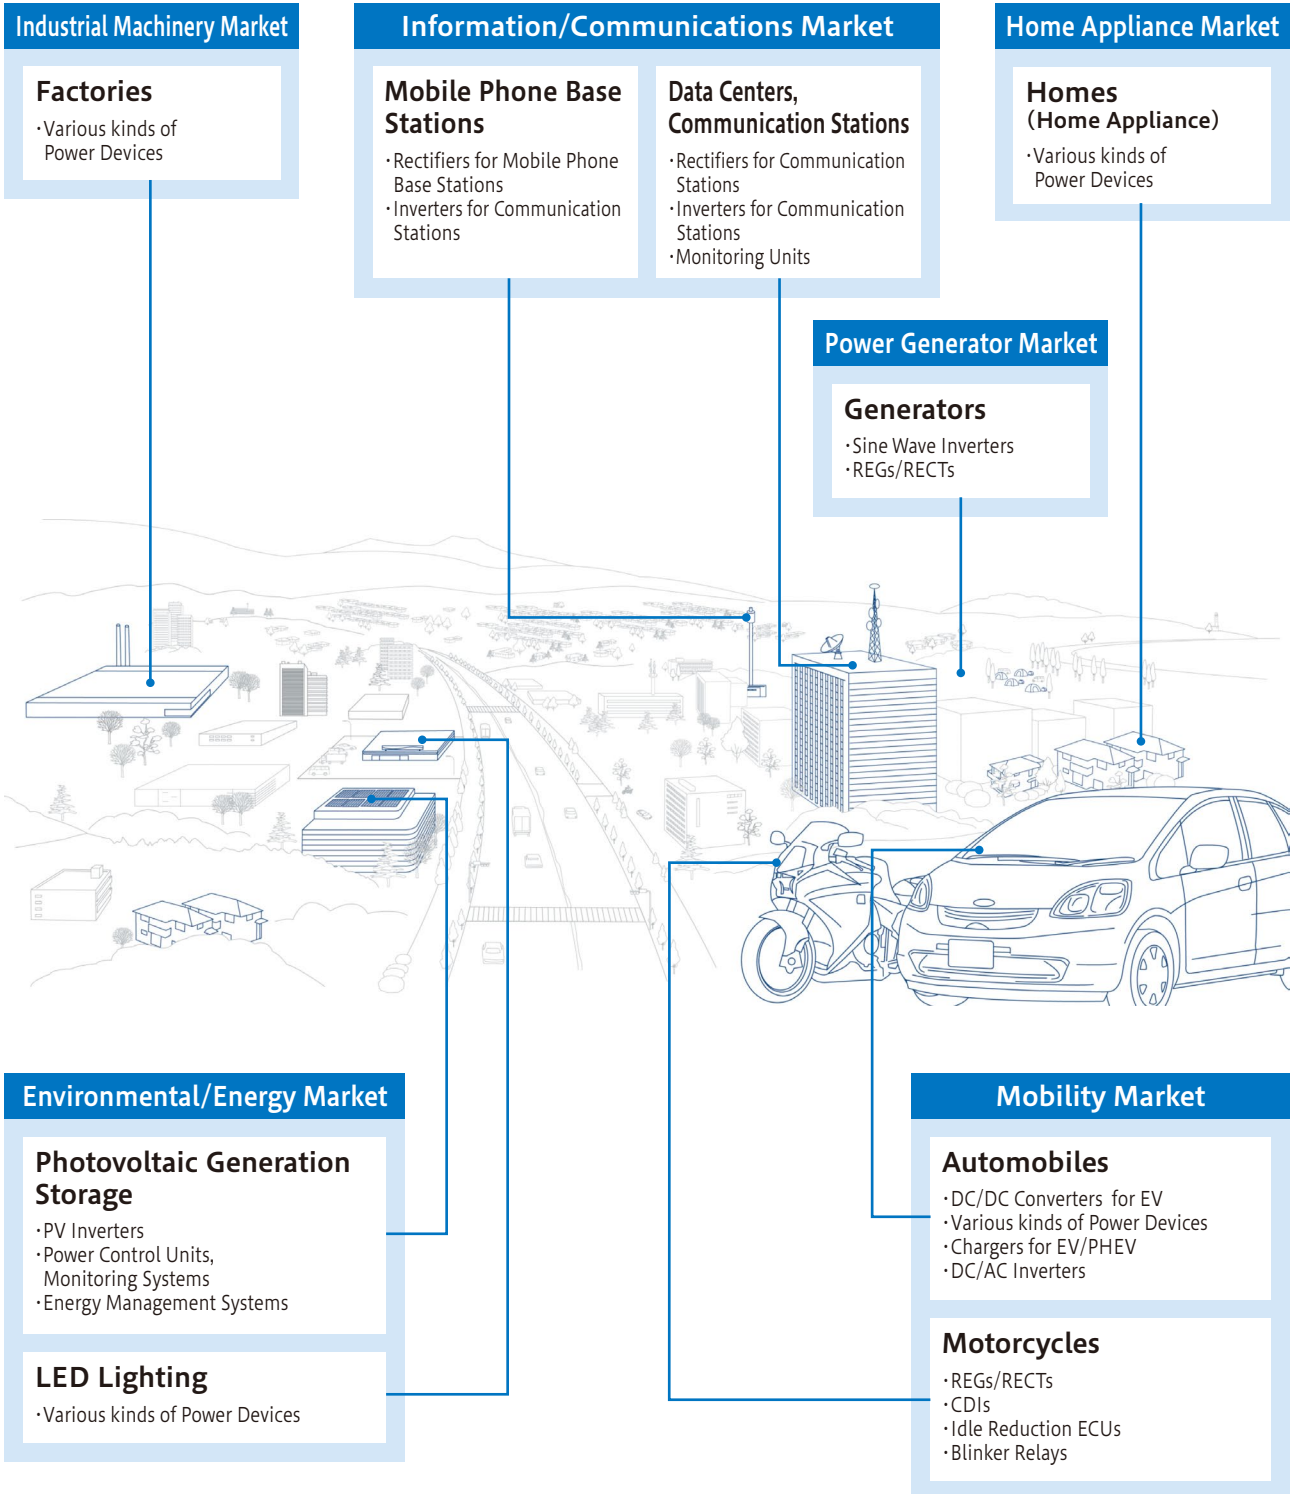 Industrial Machinery Market
Factories
·Various kinds of
Power Devices
Information/Communications Market
Mobile Phone Base
Stations
·Rectifiers for Mobile Phone
Base Stations
·Inverters for Communication
Stations
Data Centers,
Communication Stations
·Rectifiers for Communication
Stations
·Inverters for Communication
Stations
·Monitoring Units
Home Appliance Market
Homes
(Home Appliance)
·Various kinds of
Power Devices
Power Generator Market
Generators
·Sine Wave Inverters
·REGs/RECTs
Environmental/Energy Market
Photovoltaic Generation
Storage
·PV Inverters
·Power Control Units,
Monitoring Systems
·Energy Management Systems
LED Lighting
·Various kinds of Power Devices
Mobility Market
Automobiles
·DC/DC Converters for EV
·Various kinds of Power Devices
·Chargers for EV/PHEV
·DC/AC Inverters
Motorcycles
·REGs/RECTs
·CDIs
·Idle Reduction ECUs
·Blinker Relays